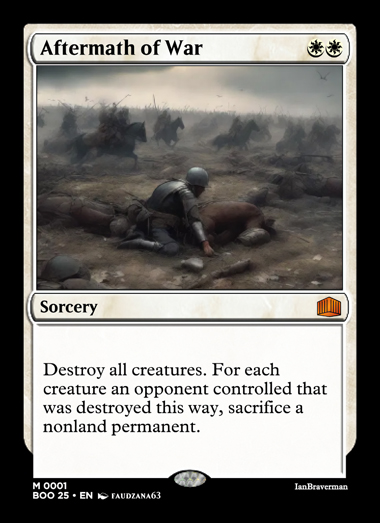 Aftermath of War
Sorcery
Destroy all creatures. For each
creature an opponent controlled that
was destroyed this way, sacrifice a
nonland permanent.
M 0001
BOO 25 • EN FAUDZANA63
IanBraverman